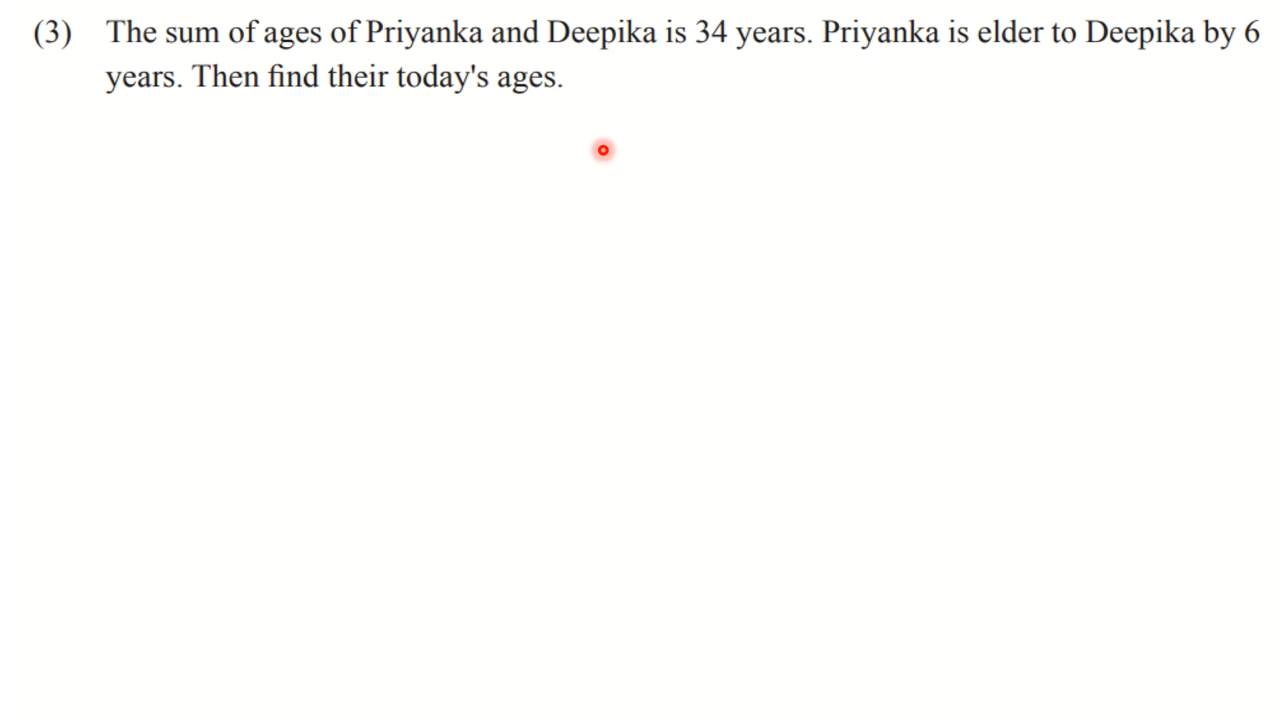 (3) The sum of ages of Priyanka and Deepika is 34 years. Priyanka is elder to Deepika by 6
years. Then find their today's ages.